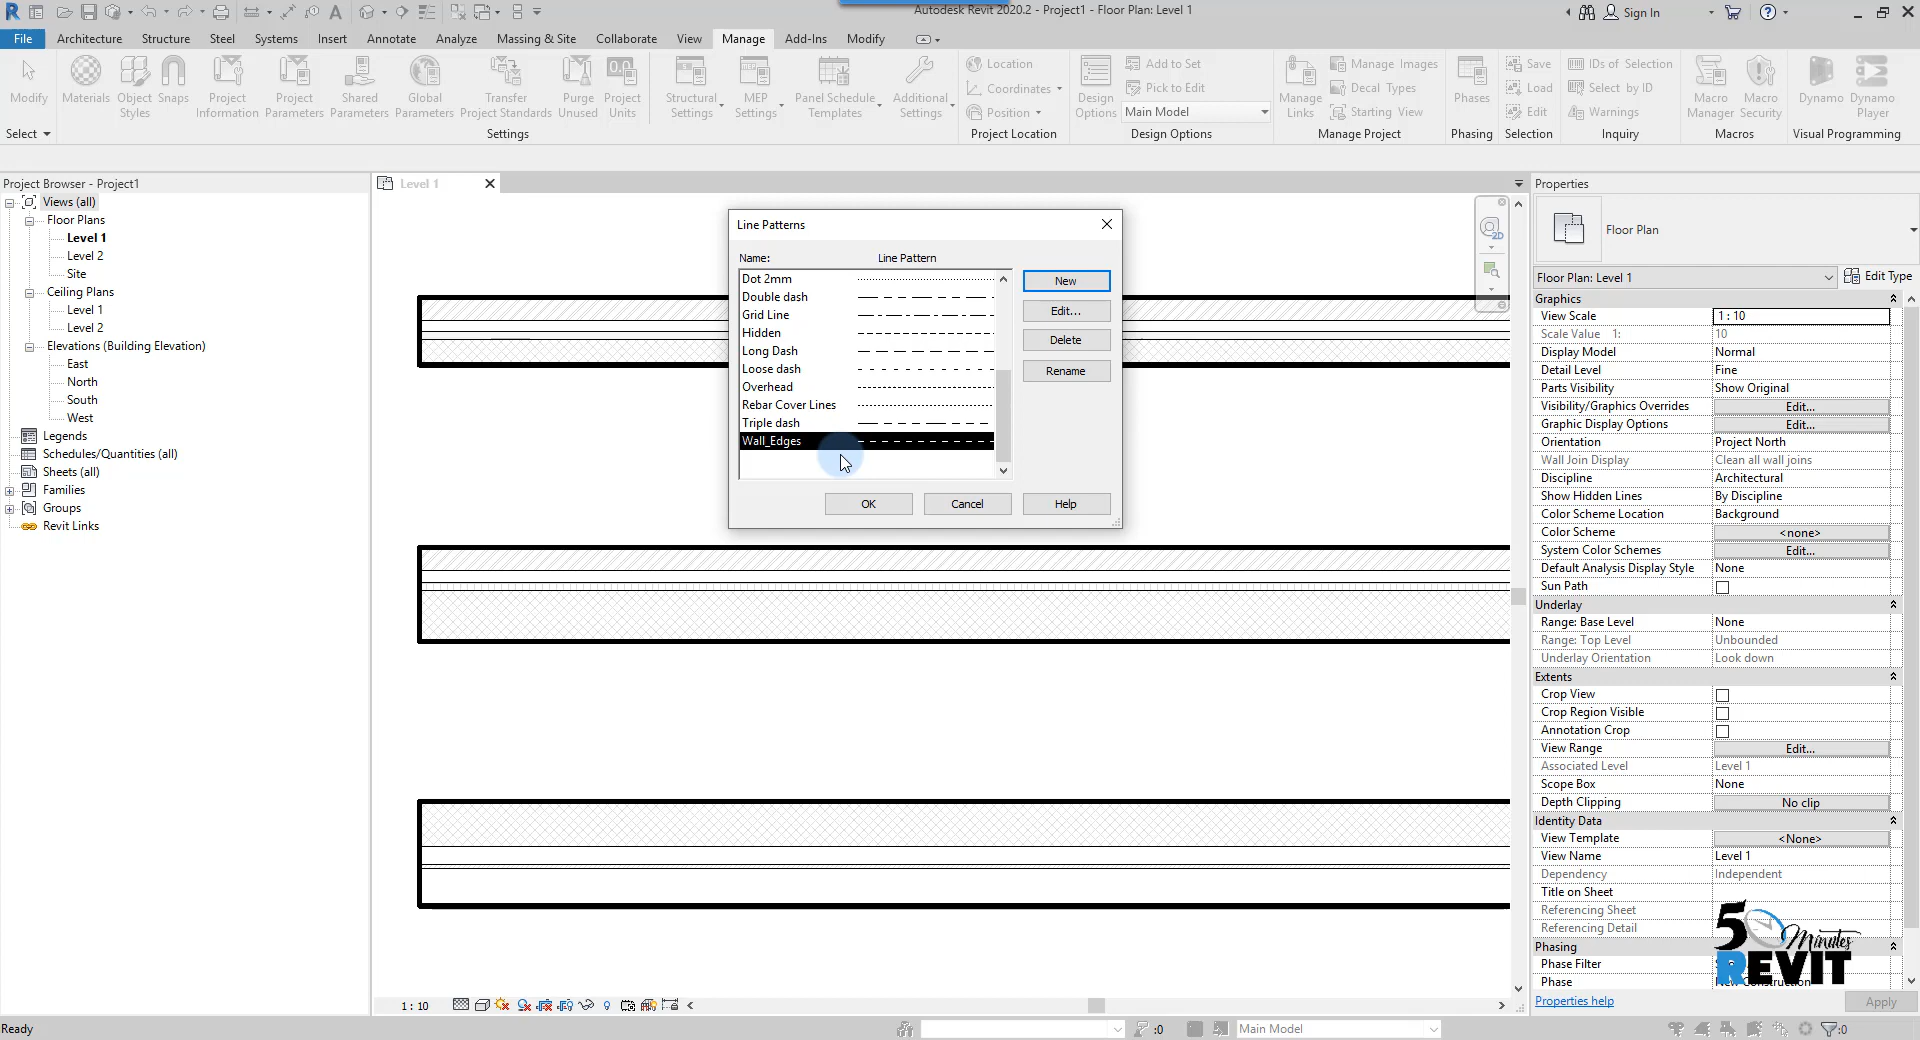 Autodesk Revit 2020.2 - Project1 - Floor Plan: Level 1
Sign In
File Architecture Structure Steel Systems Insert Annotate Analyze Massing & Site Collaborate View Manage Add-Ins Modify
Modify
Materials
Object Styles
Snaps
Project Information
Project Parameters
Shared Parameters
Global Parameters
Transfer Project Standards
Purge Unused
Project Units
Structural Settings
MEP Settings
Panel Schedule Templates
Additional Settings
Location
Coordinates
Position
Design Options
Add to Set
Pick to Edit
Main Model
Manage Links
Manage Images
Decal Types
Starting View
Phases
Save
Load
Edit
IDs of Selection
Select by ID
Warnings
Macro Manager
Macro Security
Dynamo
Dynamo Player
Select
Settings
Project Location
Design Options
Manage Project
Phasing
Selection
Inquiry
Macros
Visual Programming
Project Browser - Project1
Views (all)
Floor Plans
Level 1
Level 2
Site
Ceiling Plans
Level 1
Level 2
Elevations (Building Elevation)
East
North
South
West
Legends
Schedules/Quantities (all)
Sheets (all)
Families
Groups
Revit Links
Level 1
Line Patterns
Name: Line Pattern
Dot 2mm
Double dash
Grid Line
Hidden
Long Dash
Loose dash
Overhead
Rebar Cover Lines
Triple dash
Wall_Edges
New
Edit...
Delete
Rename
OK Cancel Help
2D
Properties
Floor Plan
Floor Plan: Level 1 Edit Type
Graphics
View Scale 1 : 10
Scale Value 1: 10
Display Model Normal
Detail Level Fine
Parts Visibility Show Original
Visibility/Graphics Overrides Edit...
Graphic Display Options Edit...
Orientation Project North
Wall Join Display Clean all wall joins
Discipline Architectural
Show Hidden Lines By Discipline
Color Scheme Location Background
Color Scheme <none>
System Color Schemes Edit...
Default Analysis Display Style None
Sun Path
Underlay
Range: Base Level None
Range: Top Level Unbounded
Underlay Orientation Look down
Extents
Crop View
Crop Region Visible
Annotation Crop
View Range Edit...
Associated Level Level 1
Scope Box None
Depth Clipping No clip
Identity Data
View Template <None>
View Name Level 1
Dependency Independent
Title on Sheet
Referencing Sheet
Referencing Detail
Phasing
Phase Filter
Phase New Construction
Properties help Apply
50 Minutes
REVIT
1 : 10
Ready
:0
Main Model
:0